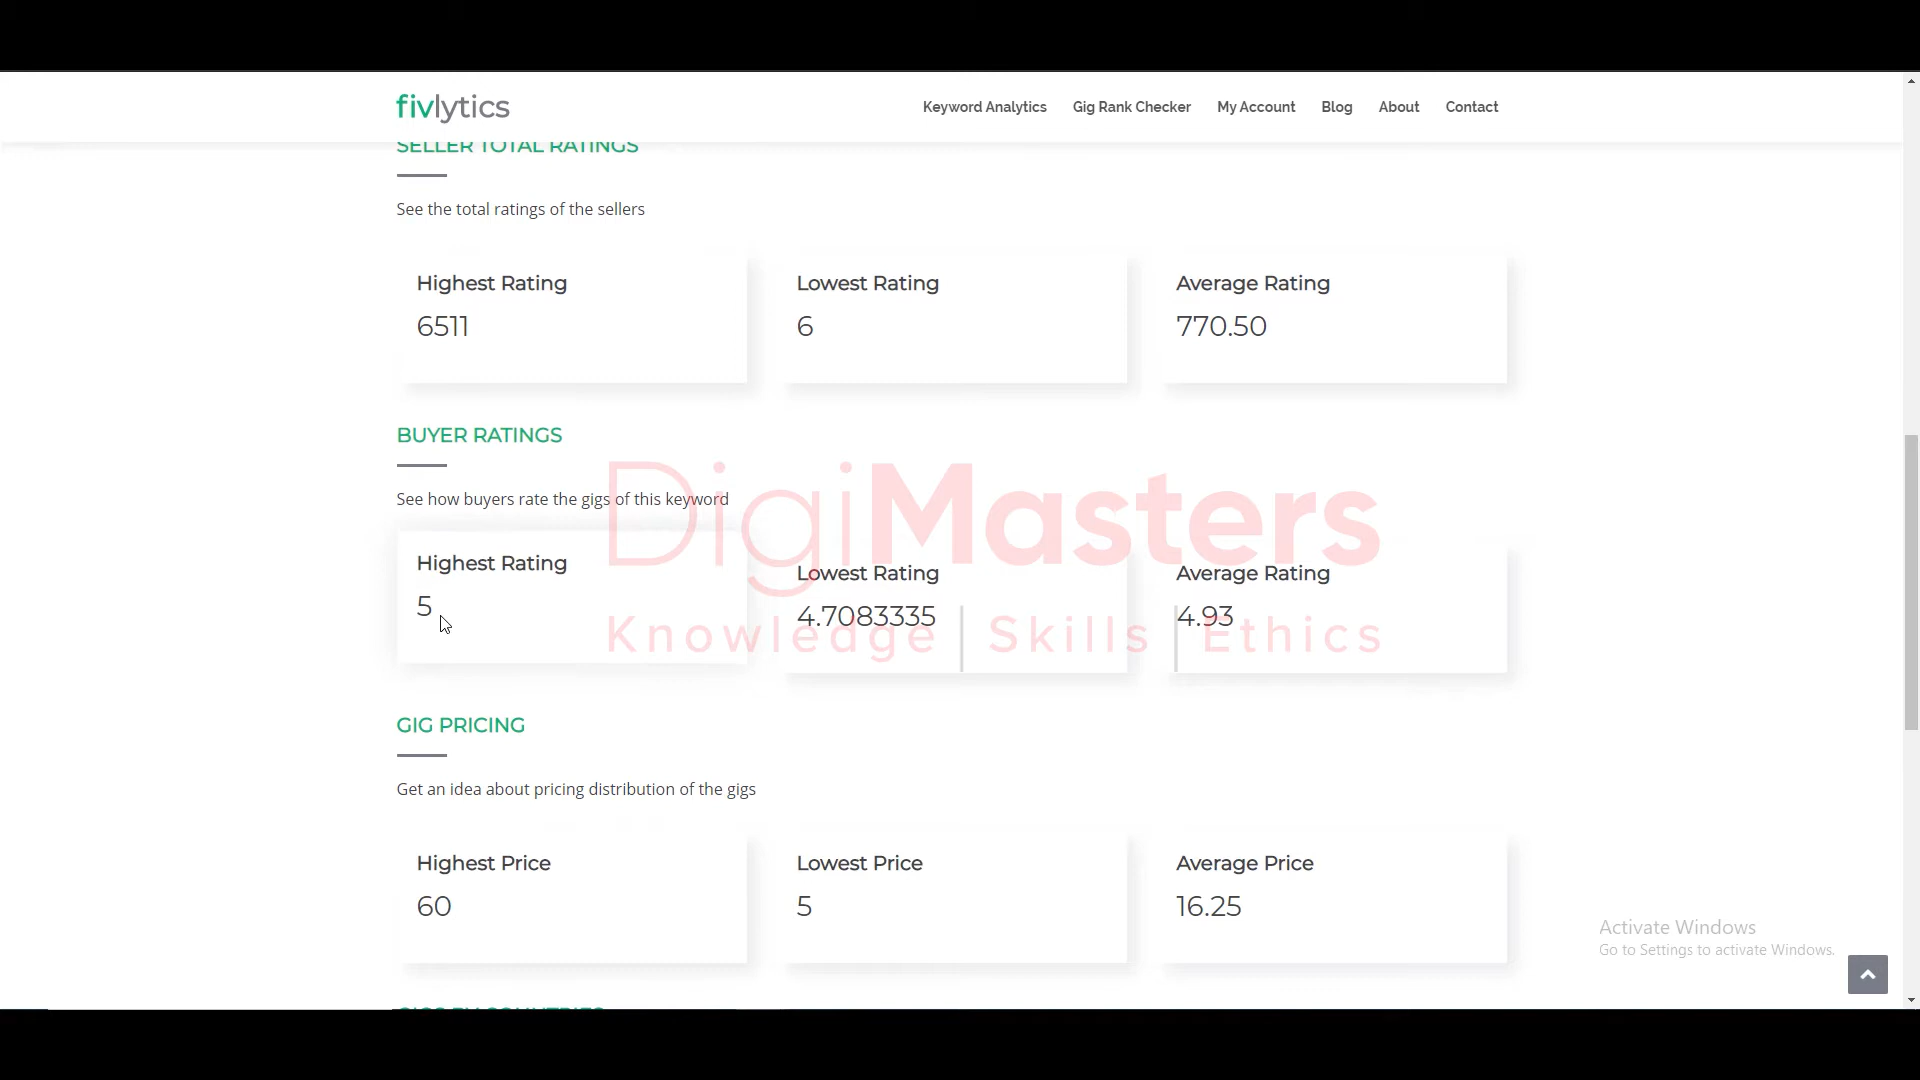 fivlytics
Keyword Analytics Gig Rank Checker My Account Blog About Contact
SELLER TOTAL RATINGS
See the total ratings of the sellers
Highest Rating Lowest Rating Average Rating
6511 6 770.50
BUYER RATINGS
See how buyers rate the gigs of this keyword
DigiMasters
Highest Rating Lowest Rating Average Rating
5 4.7083335 4.93
Knowledge | Skills | Ethics
GIG PRICING
Get an idea about pricing distribution of the gigs
Highest Price Lowest Price Average Price
60 5 16.25
Activate Windows
Go to Settings to activate Windows.
GIGS BY COUNTRIES